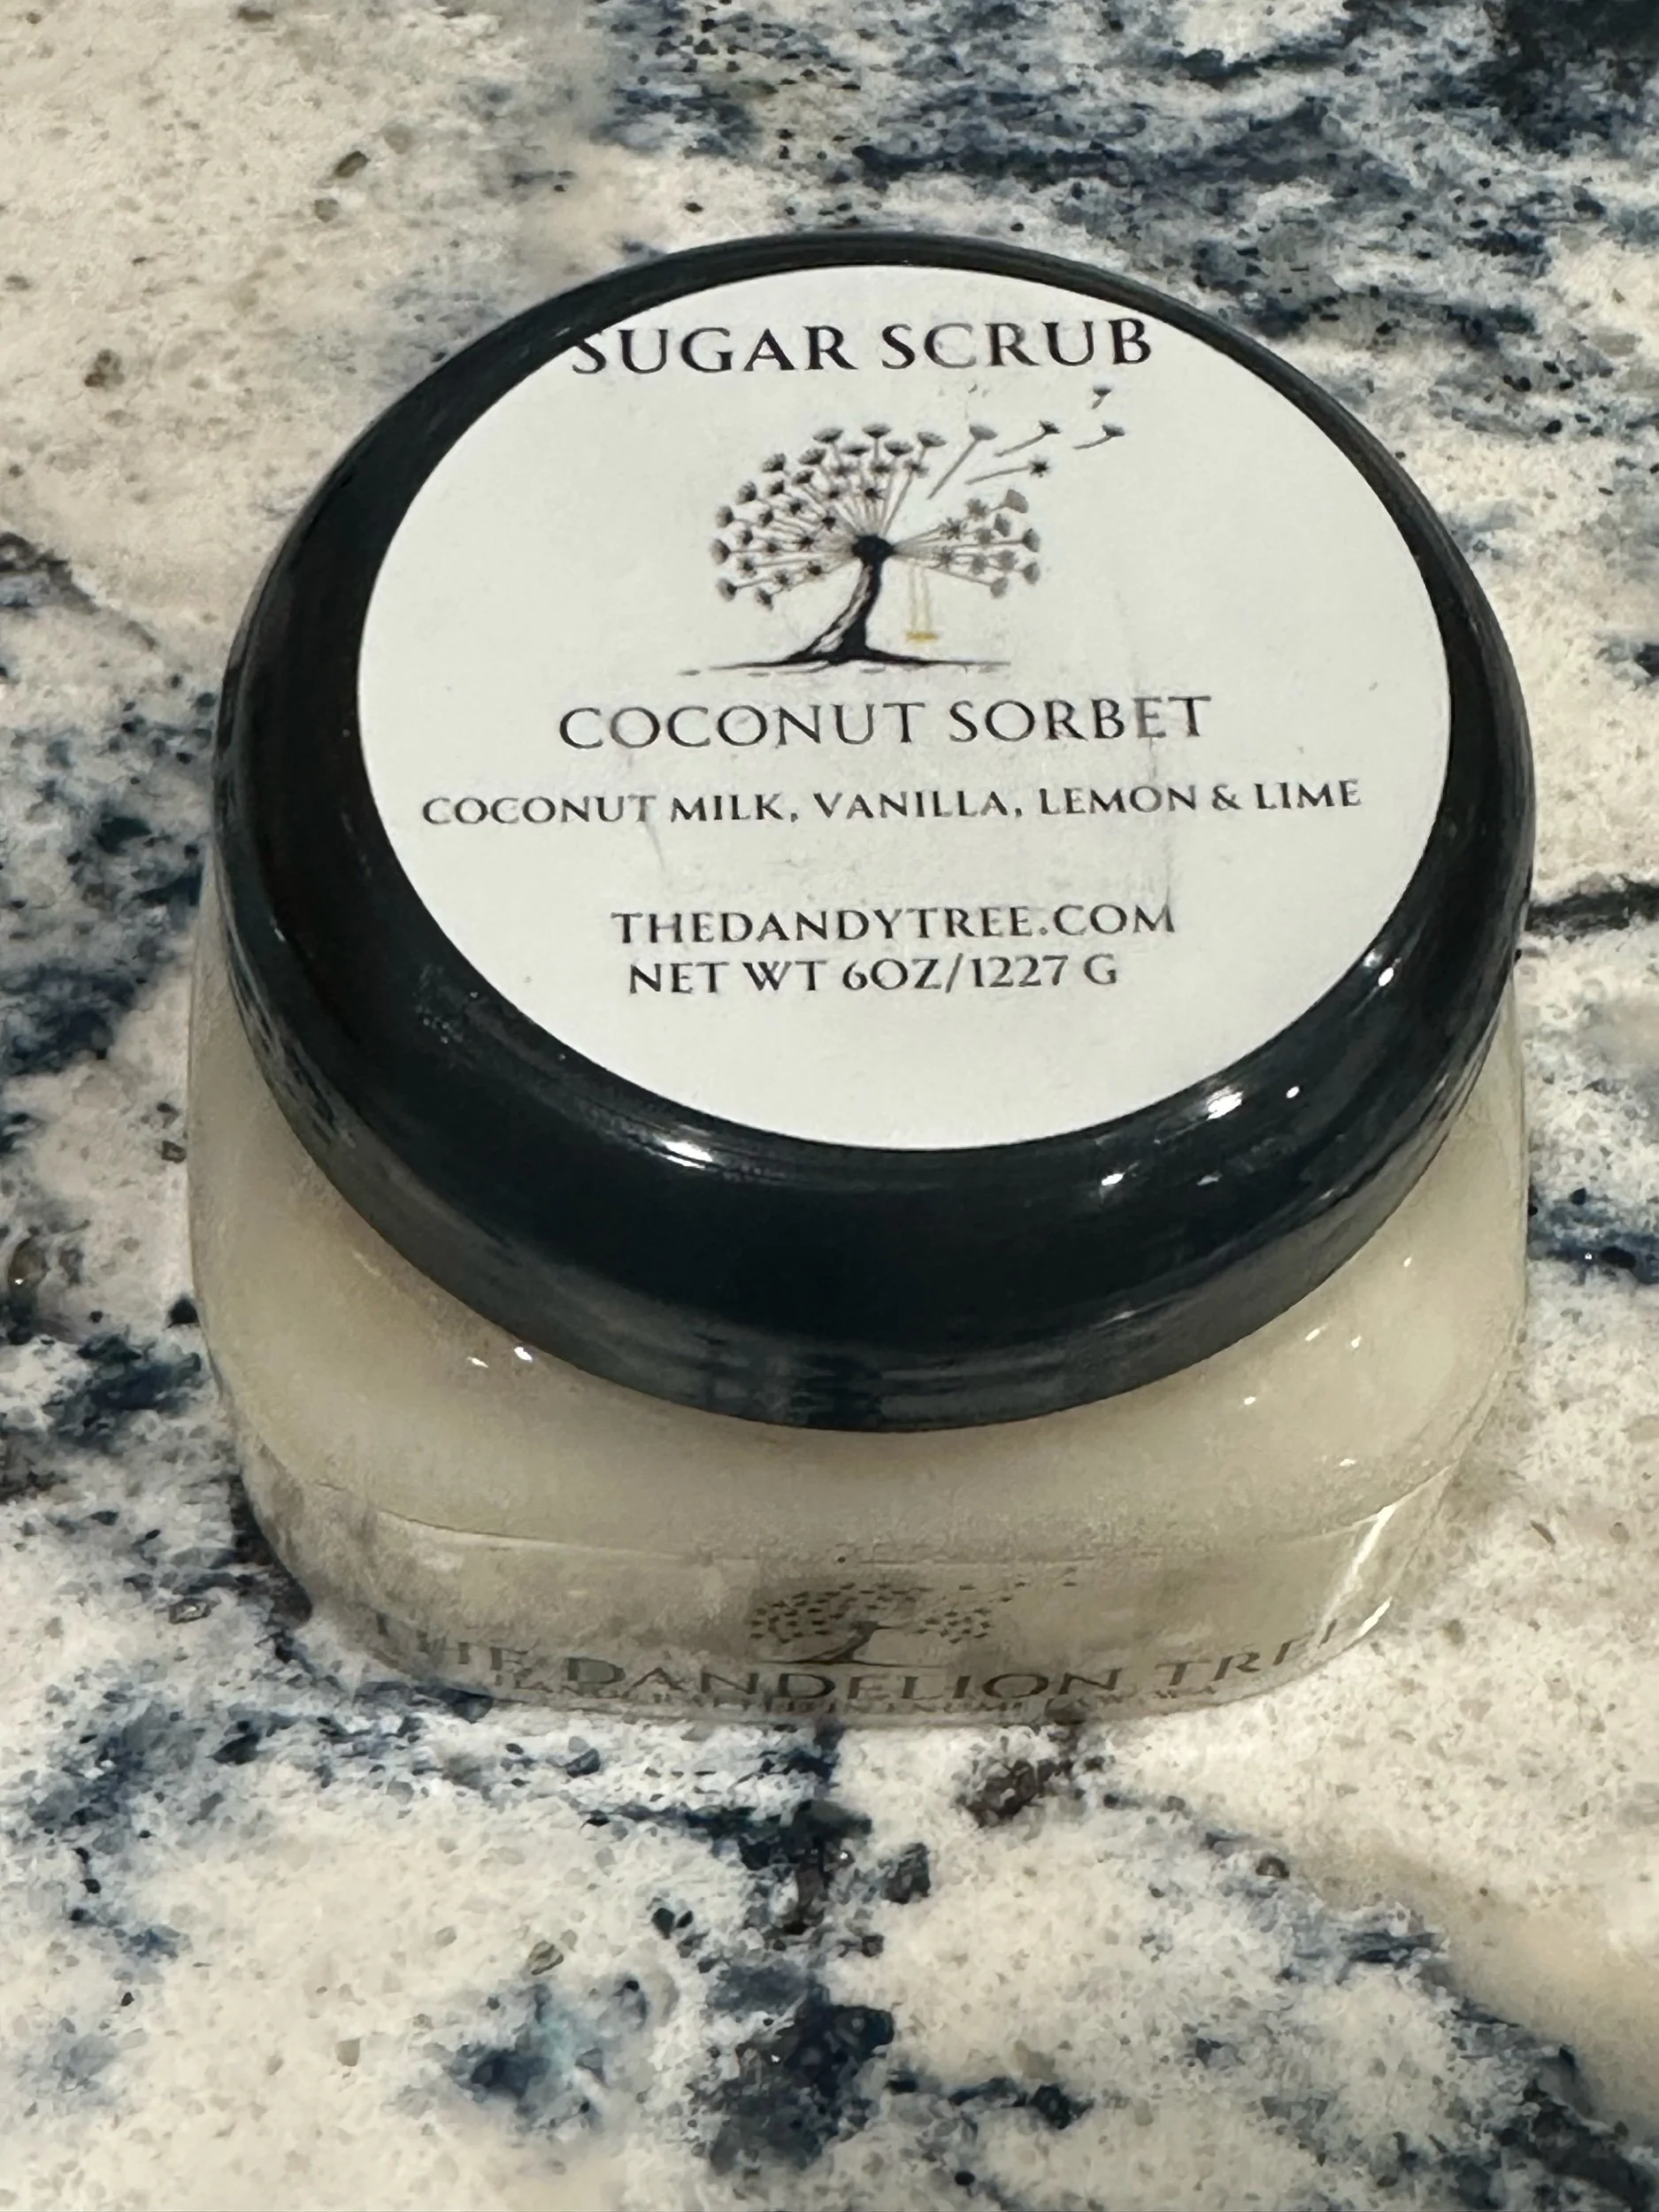 SUGAR SCRUB
COCONUT SORBET
COCONUT MILK, VANILLA, LEMON & LIME
THEDANDYTREE.COM
NET WT 6OZ/1227 G
THE DANDELION TREE